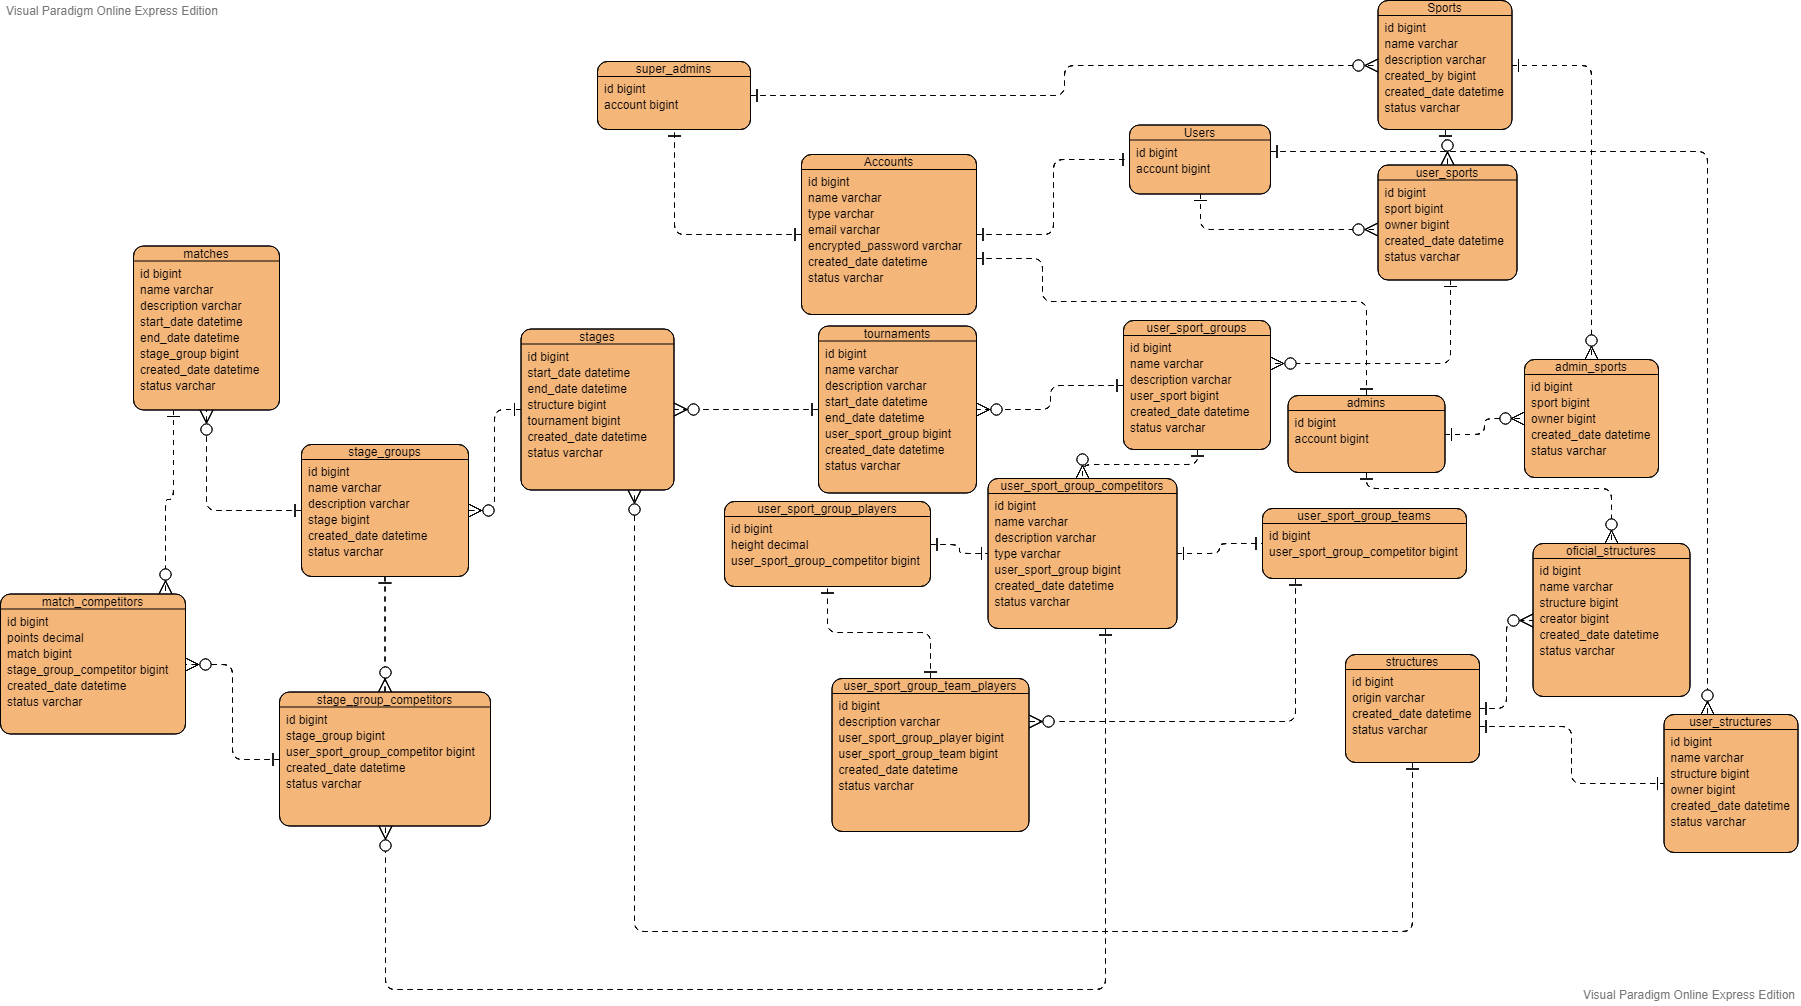 Visual Paradigm Online Express Edition
Sports
id bigint
name varchar
description varchar
created_by bigint
created_date datetime
status varchar
super_admins
id bigint
account bigint
Users
id bigint
account bigint
Accounts
id bigint
name varchar
type varchar
email varchar
encrypted_password varchar
created_date datetime
status varchar
user_sports
id bigint
sport bigint
owner bigint
created_date datetime
status varchar
matches
id bigint
name varchar
description varchar
start_date datetime
end_date datetime
stage_group bigint
created_date datetime
status varchar
stages
id bigint
start_date datetime
end_date datetime
structure bigint
tournament bigint
created_date datetime
status varchar
tournaments
id bigint
name varchar
description varchar
start_date datetime
end_date datetime
user_sport_group bigint
created_date datetime
status varchar
user_sport_groups
id bigint
name varchar
description varchar
user_sport bigint
created_date datetime
status varchar
admins
id bigint
account bigint
admin_sports
id bigint
sport bigint
owner bigint
created_date datetime
status varchar
stage_groups
id bigint
name varchar
description varchar
stage bigint
created_date datetime
status varchar
user_sport_group_players
id bigint
height decimal
user_sport_group_competitor bigint
user_sport_group_competitors
id bigint
name varchar
description varchar
type varchar
user_sport_group bigint
created_date datetime
status varchar
user_sport_group_teams
id bigint
user_sport_group_competitor bigint
oficial_structures
id bigint
name varchar
structure bigint
creator bigint
created_date datetime
status varchar
match_competitors
id bigint
points decimal
match bigint
stage_group_competitor bigint
created_date datetime
status varchar
stage_group_competitors
id bigint
stage_group bigint
user_sport_group_competitor bigint
created_date datetime
status varchar
user_sport_group_team_players
id bigint
description varchar
user_sport_group_player bigint
user_sport_group_team bigint
created_date datetime
status varchar
structures
id bigint
origin varchar
created_date datetime
status varchar
user_structures
id bigint
name varchar
structure bigint
owner bigint
created_date datetime
status varchar
Visual Paradigm Online Express Edition